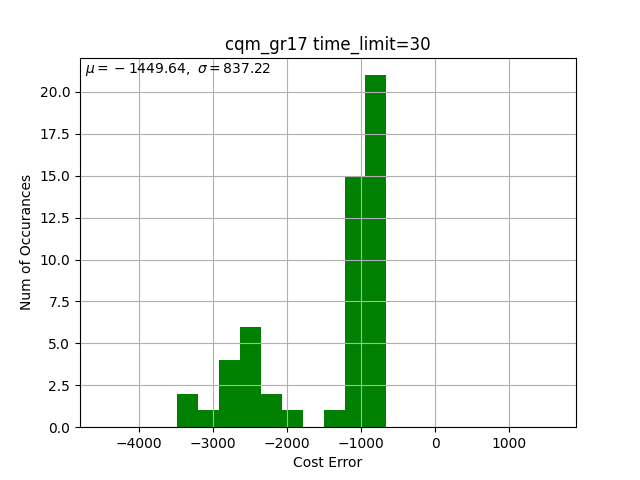 cqm_gr17 time_limit=30
μ = −1449.64, σ = 837.22
20.0
17.5
15.0
12.5
10.0
7.5
5.0
2.5
0.0
Num of Occurances
−4000 −3000 −2000 −1000 0 1000
Cost Error